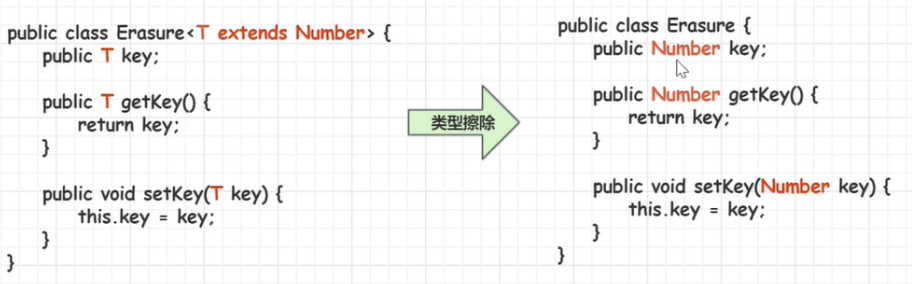 public class Erasure<T extends Number> {
public T key;
public T getKey() {
return key;
}
public void setKey(T key) {
this.key = key;
}
}
类型擦除
public class Erasure {
public Number key;
public Number getKey() {
return key;
}
public void setKey(Number key) {
this.key = key;
}
}